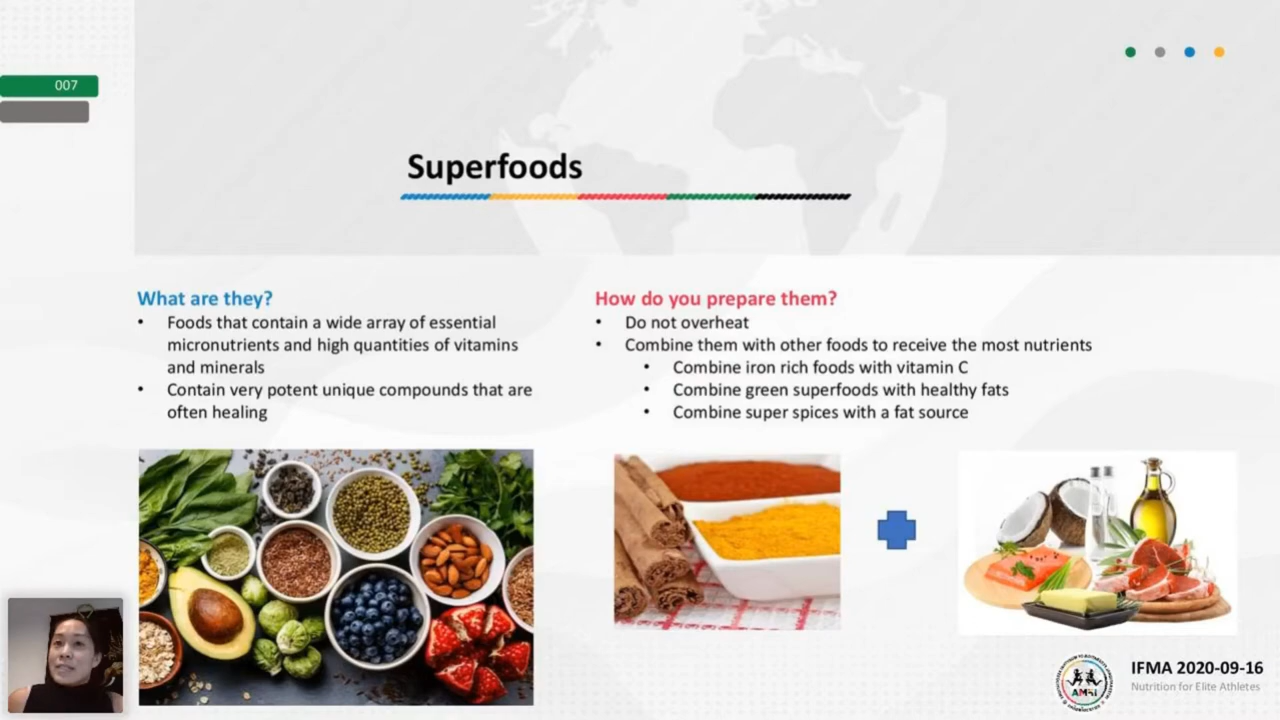 007
Superfoods
What are they?
• Foods that contain a wide array of essential
micronutrients and high quantities of vitamins
and minerals
• Contain very potent unique compounds that are
often healing
How do you prepare them?
• Do not overheat
• Combine them with other foods to receive the most nutrients
• Combine iron rich foods with vitamin C
• Combine green superfoods with healthy fats
• Combine super spices with a fat source
IFMA 2020-09-16
Nutrition for Elite Athletes